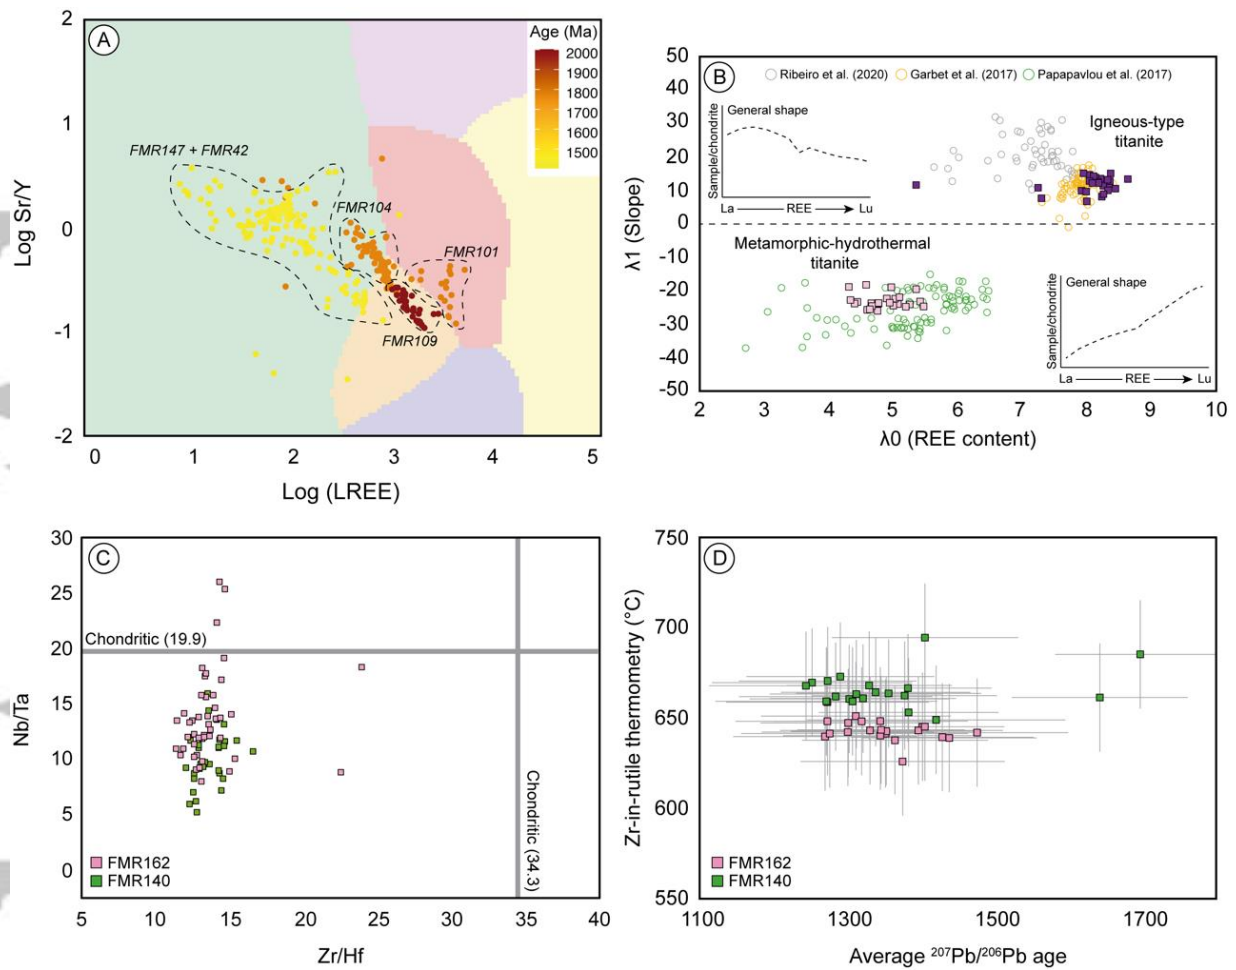 A
Age (Ma)
2000
1900
1800
1700
1600
1500
FMR147 + FMR42
FMR104
FMR101
FMR109
2
1
0
-1
-2
Log Sr/Y
0 1 2 3 4 5
Log (LREE)
B
Ribeiro et al. (2020) Garbet et al. (2017) Papapavlou et al. (2017)
General shape
Sample/chondrite
La REE Lu
Igneous-type
titanite
Metamorphic-hydrothermal
titanite
General shape
Sample/chondrite
La REE Lu
50
40
30
20
10
0
-10
-20
-30
-40
-50
λ1 (Slope)
2 3 4 5 6 7 8 9 10
λ0 (REE content)
C
Chondritic (19.9)
Chondritic (34.3)
FMR162
FMR140
30
25
20
15
10
5
0
Nb/Ta
5 10 15 20 25 30 35 40
Zr/Hf
D
FMR162
FMR140
750
700
650
600
550
Zr-in-rutile thermometry (°C)
1100 1300 1500 1700
Average ²⁰⁷Pb/²⁰⁶Pb age